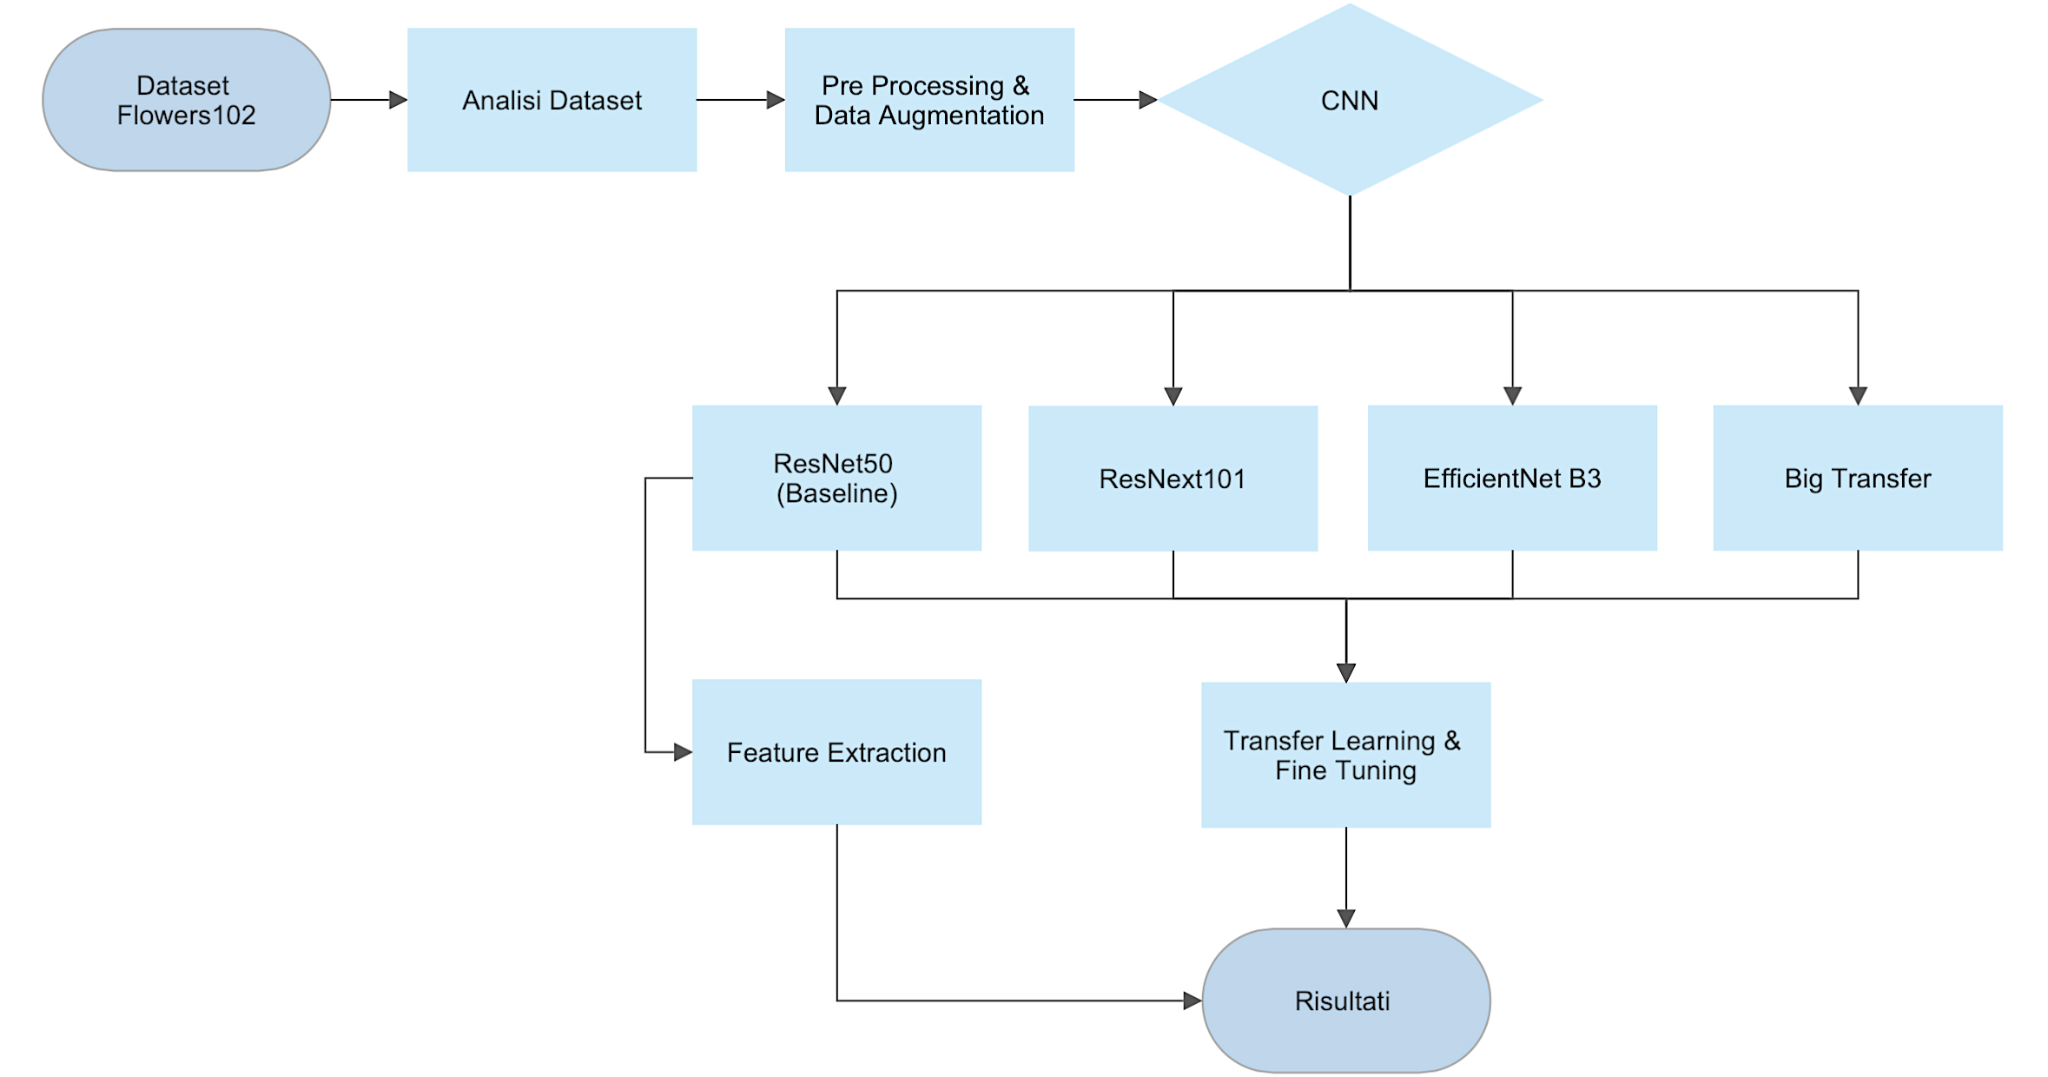 Dataset
Flowers102
Analisi Dataset
Pre Processing &
Data Augmentation
CNN
ResNet50
(Baseline)
ResNext101
EfficientNet B3
Big Transfer
Feature Extraction
Transfer Learning &
Fine Tuning
Risultati